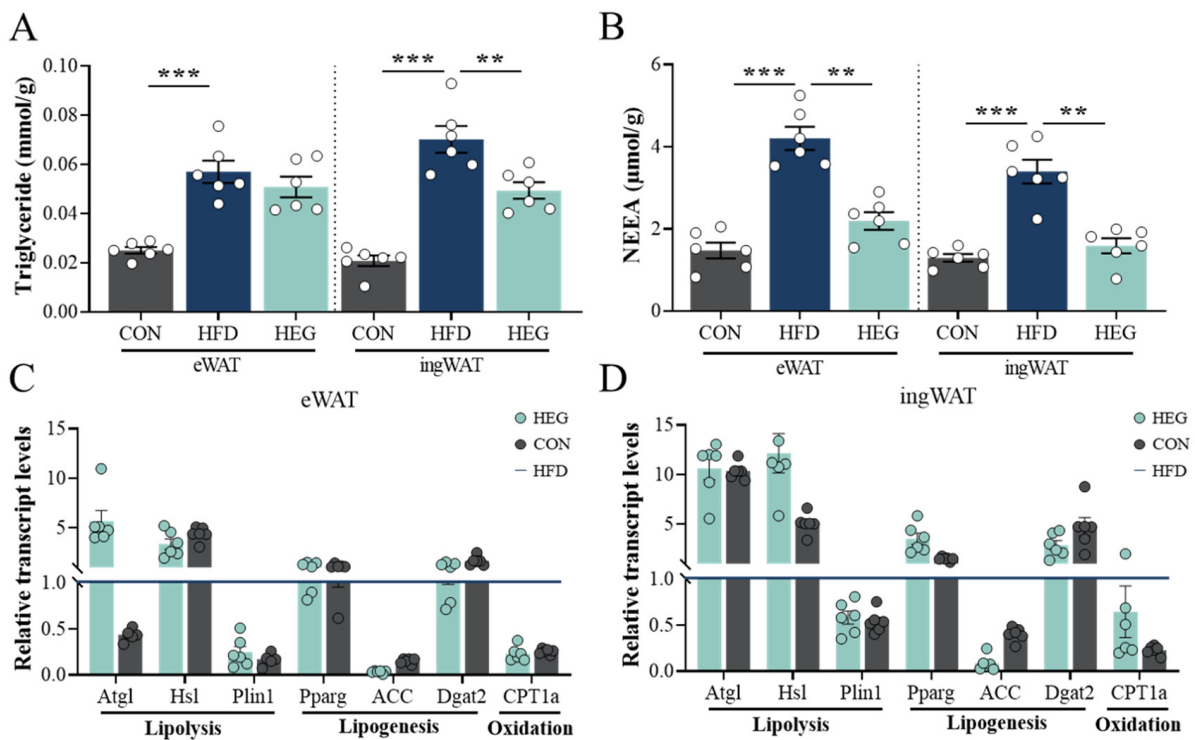 A
Triglyceride (mmol/g)
0.10
0.08
0.06
0.04
0.02
0.00
***
***
**
CON
HFD
HEG
CON
HFD
HEG
eWAT
ingWAT
B
NEEA (μmol/g)
6
4
2
0
***
**
***
**
CON
HFD
HEG
CON
HFD
HEG
eWAT
ingWAT
C
eWAT
HEG
CON
HFD
Relative transcript levels
15
10
5
1.0
0.5
0.0
Atgl
Hsl
Plin1
Pparg
ACC
Dgat2
CPT1a
Lipolysis
Lipogenesis
Oxidation
D
ingWAT
HEG
CON
HFD
Relative transcript levels
15
10
5
1.0
0.5
0.0
Atgl
Hsl
Plin1
Pparg
ACC
Dgat2
CPT1a
Lipolysis
Lipogenesis
Oxidation